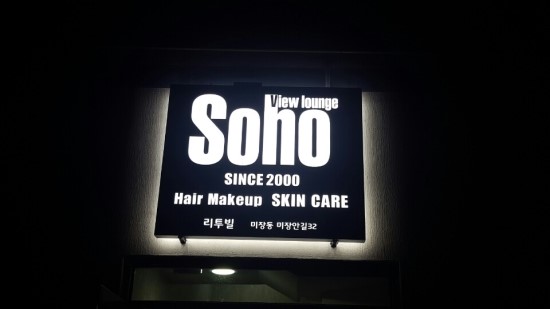 View lounge
Soho
SINCE 2000
Hair Makeup SKIN CARE
리투빌 미장동 미장안길32